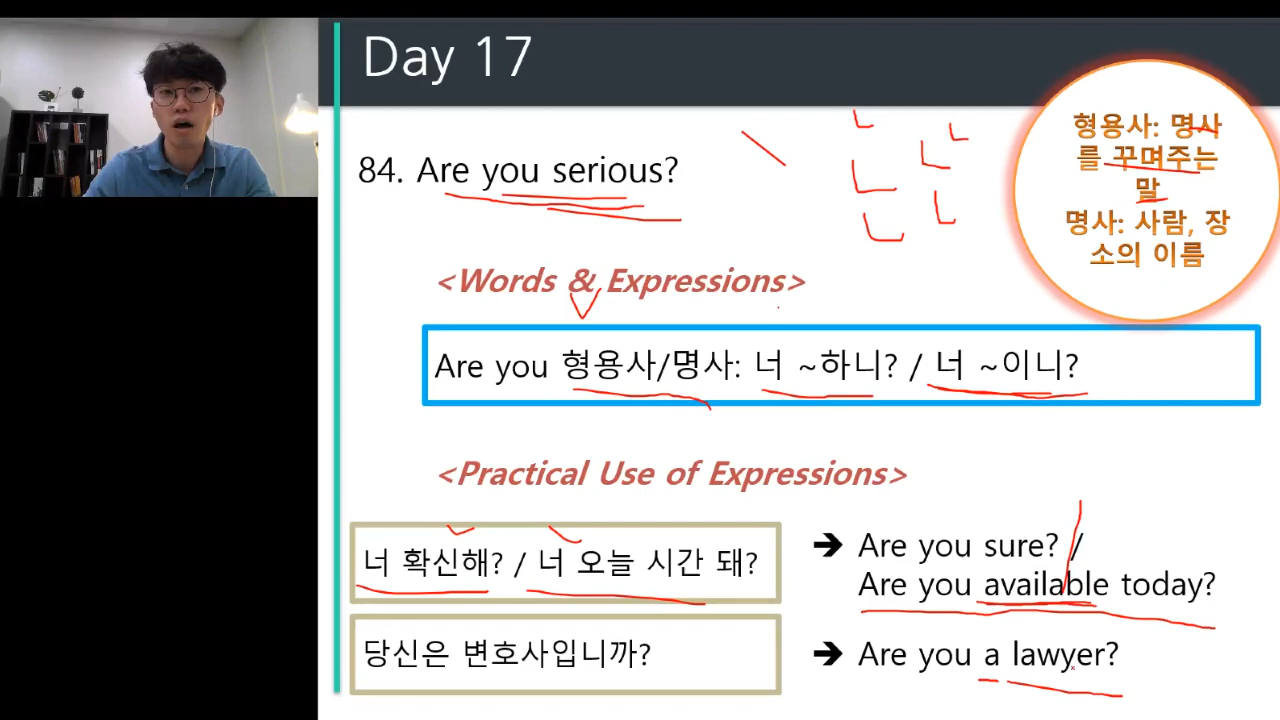 Day 17
84. Are you serious?
형용사: 명사
를 꾸며주는
말
명사: 사람, 장
소의 이름
<Words & Expressions>
Are you 형용사/명사: 너 ~하니? / 너 ~이니?
<Practical Use of Expressions>
너 확신해? / 너 오늘 시간 돼?
➔ Are you sure? /
Are you available today?
당신은 변호사입니까?
➔ Are you a lawyer?